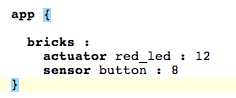 app {
bricks :
actuator red_led : 12
sensor button : 8
}